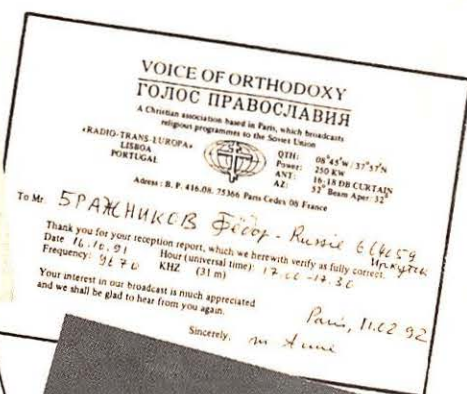 VOICE OF ORTHODOXY
ГОЛОС ПРАВОСЛАВИЯ
A Christian association based in Paris, which broadcasts
religious programmes to the Soviet Union
«RADIO-TRANS-EUROPA»
LISBOA
PORTUGAL
QTH: 08°45'W/37°57'N
Power: 250 KW
ANT: 16-18 DB CURTAIN
AZ: 52° Beam Aper: 32°
Adress: B. P. 416.08. 75366 Paris Cedex 08 France
To Mr. БРАЖНИКОВ Фёдор - Russie 664059
Иркутск
Thank you for your reception report, which we herewith verify as fully correct.
Date 16.10.91 Hour (universal time): 17.00-17.30
Frequency: 9670 KHZ (31 m)
Your interest in our broadcast is much appreciated
and we shall be glad to hear from you again.
Paris, 11.02 92
Sincerely,